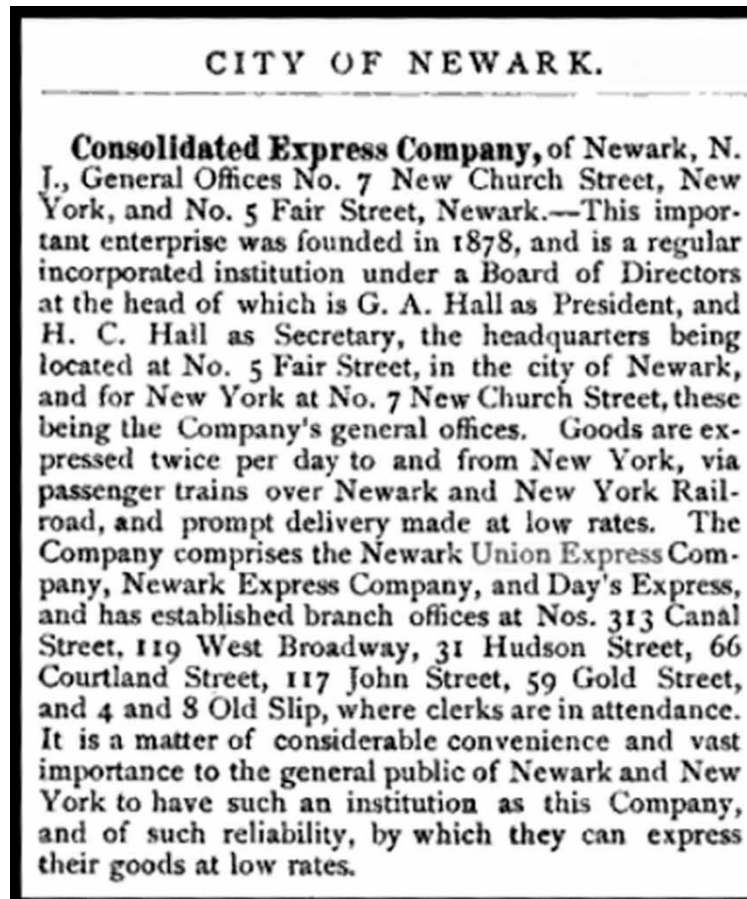 CITY OF NEWARK.
Consolidated Express Company, of Newark, N.
J., General Offices No. 7 New Church Street, New
York, and No. 5 Fair Street, Newark.—This impor-
tant enterprise was founded in 1878, and is a regular
incorporated institution under a Board of Directors
at the head of which is G. A. Hall as President, and
H. C. Hall as Secretary, the headquarters being
located at No. 5 Fair Street, in the city of Newark,
and for New York at No. 7 New Church Street, these
being the Company's general offices. Goods are ex-
pressed twice per day to and from New York, via
passenger trains over Newark and New York Rail-
road, and prompt delivery made at low rates. The
Company comprises the Newark Union Express Com-
pany, Newark Express Company, and Day's Express,
and has established branch offices at Nos. 313 Canal
Street, 119 West Broadway, 31 Hudson Street, 66
Courtland Street, 117 John Street, 59 Gold Street,
and 4 and 8 Old Slip, where clerks are in attendance.
It is a matter of considerable convenience and vast
importance to the general public of Newark and New
York to have such an institution as this Company,
and of such reliability, by which they can express
their goods at low rates.